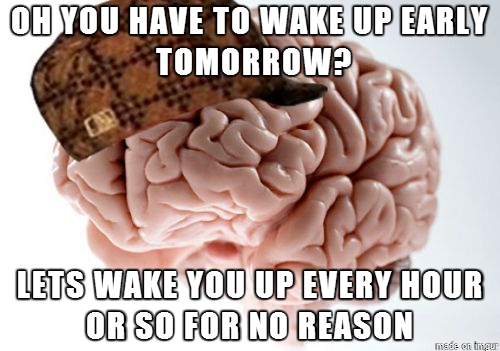 OH YOU HAVE TO WAKE UP EARLY
TOMORROW?
LETS WAKE YOU UP EVERY HOUR
OR SO FOR NO REASON
made on imgur